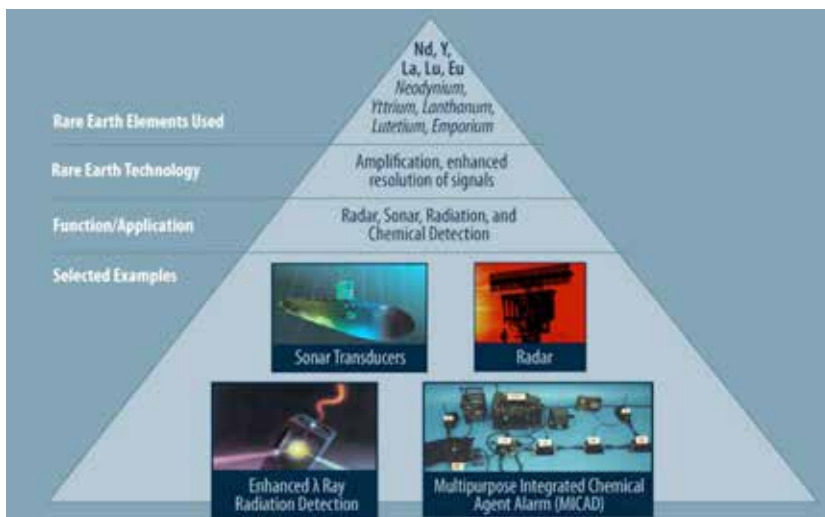 Nd, Y,
La, Lu, Eu
Neodynium,
Yttrium, Lanthanum,
Lutetium, Emporium
Rare Earth Elements Used
Rare Earth Technology
Amplification, enhanced
resolution of signals
Function/Application
Radar, Sonar, Radiation, and
Chemical Detection
Selected Examples
Sonar Transducers
Radar
Enhanced λ Ray
Radiation Detection
Multipurpose Integrated Chemical
Agent Alarm (MICAD)